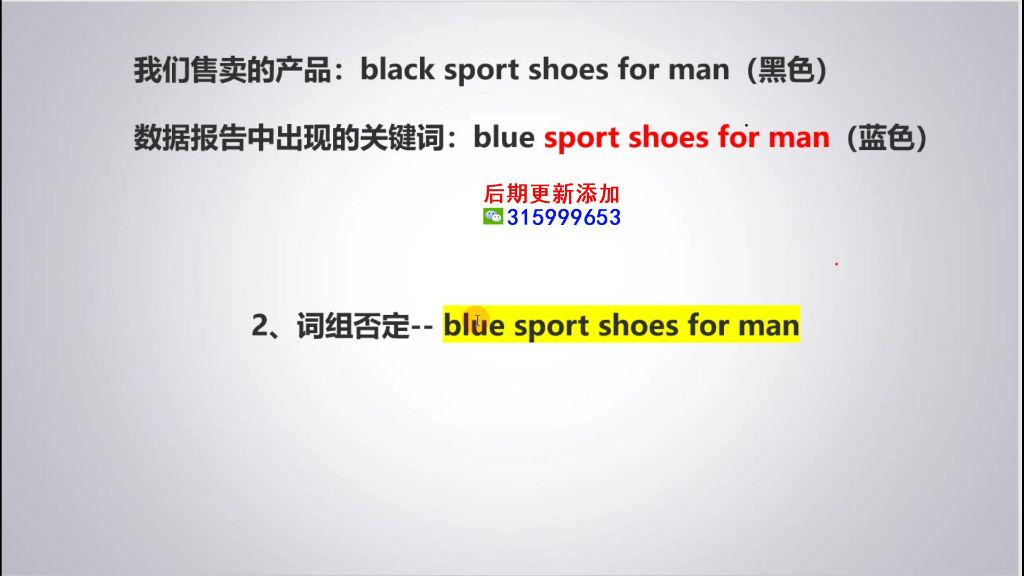 我们售卖的产品：black sport shoes for man（黑色）
数据报告中出现的关键词：blue sport shoes for man（蓝色）
后期更新添加
315999653
2、词组否定-- blue sport shoes for man